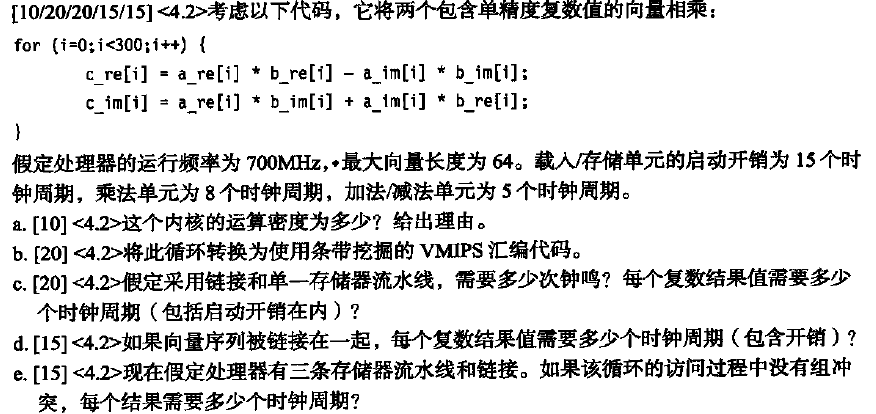 [10/20/20/15/15] <4.2>考虑以下代码，它将两个包含单精度复数值的向量相乘：
for (i=0;i<300;i++) {
c_re[i] = a_re[i] * b_re[i] – a_im[i] * b_im[i];
c_im[i] = a_re[i] * b_im[i] + a_im[i] * b_re[i];
}
假定处理器的运行频率为 700MHz，•最大向量长度为 64。载入/存储单元的启动开销为 15 个时
钟周期，乘法单元为 8 个时钟周期，加法/减法单元为 5 个时钟周期。
a. [10] <4.2>这个内核的运算密度为多少？给出理由。
b. [20] <4.2>将此循环转换为使用条带挖掘的 VMIPS 汇编代码。
c. [20] <4.2>假定采用链接和单一存储器流水线，需要多少次钟鸣？每个复数结果值需要多少
个时钟周期（包括启动开销在内）？
d. [15] <4.2>如果向量序列被链接在一起，每个复数结果值需要多少个时钟周期（包含开销）？
e. [15] <4.2>现在假定处理器有三条存储器流水线和链接。如果该循环的访问过程中没有组冲
突，每个结果需要多少个时钟周期？